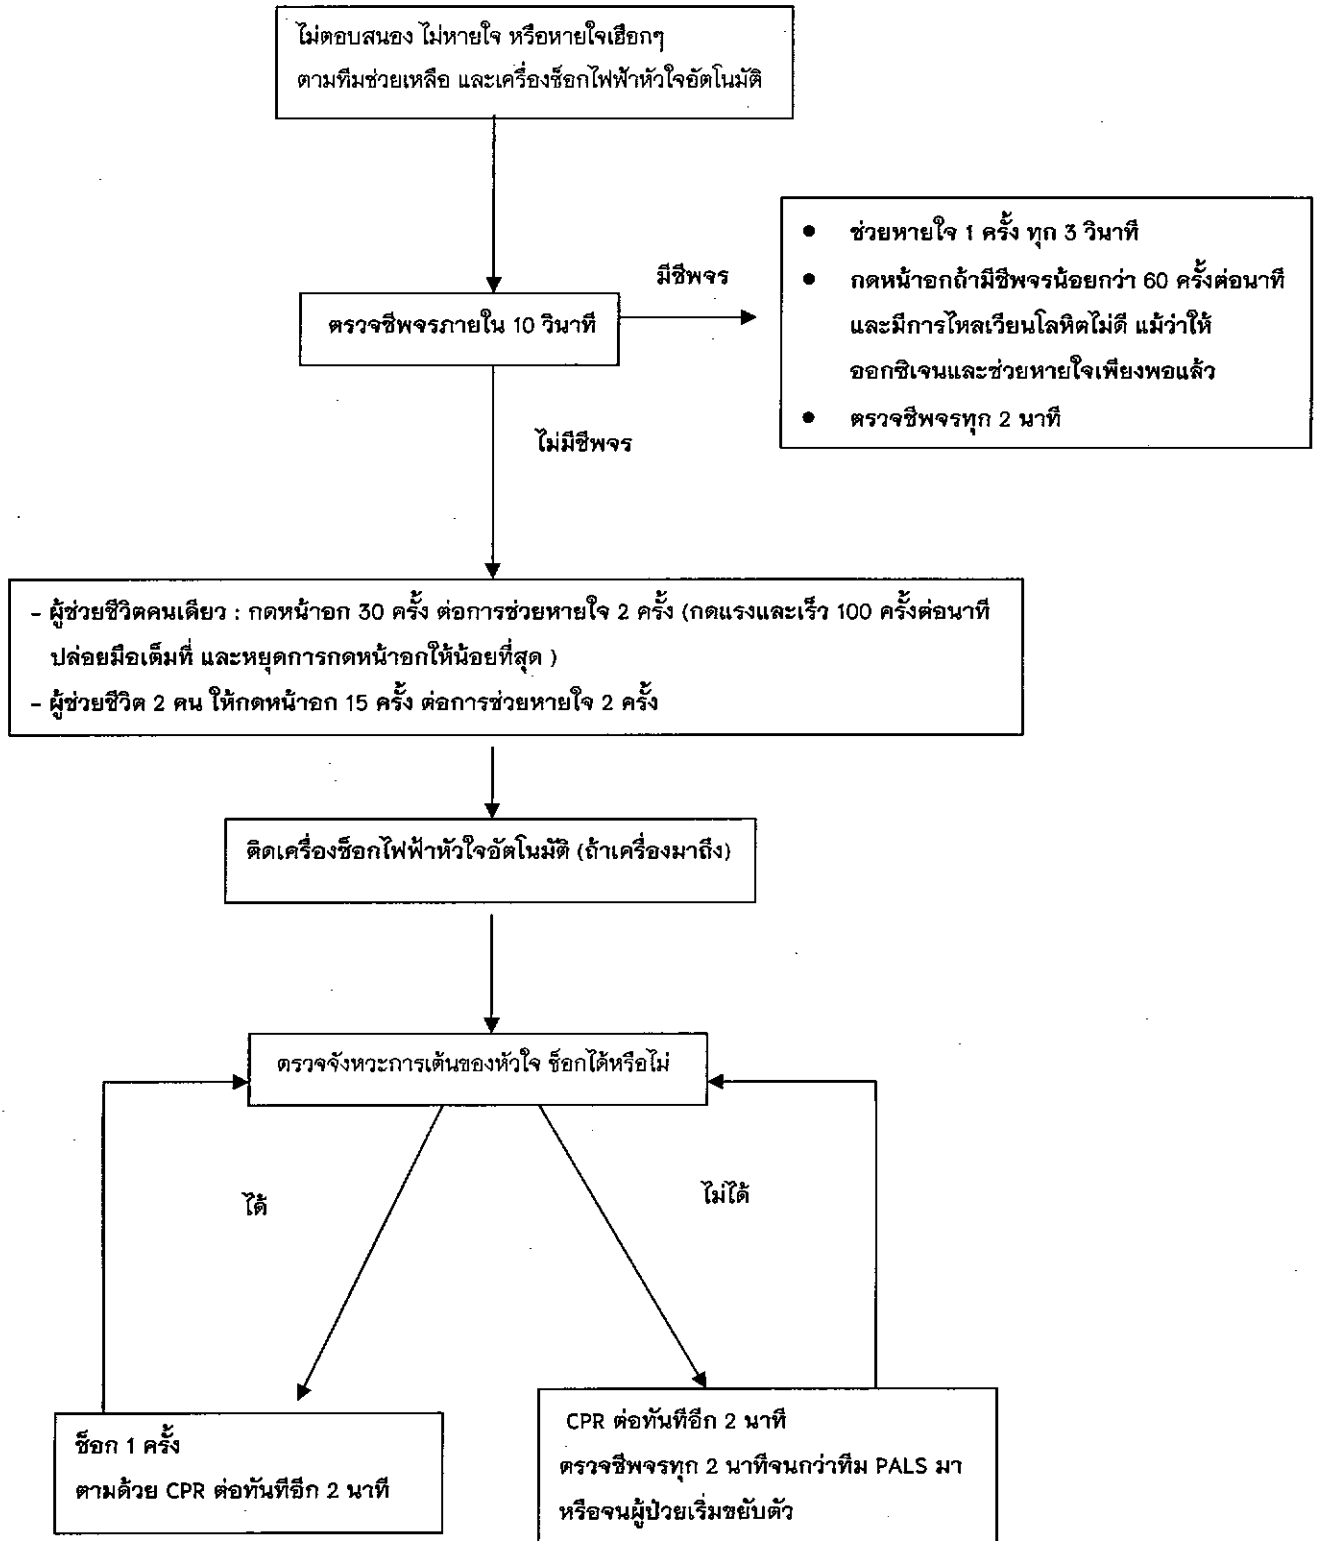 ไม่ตอบสนอง ไม่หายใจ หรือหายใจเฮือกๆ
ตามทีมช่วยเหลือ และเครื่องช็อกไฟฟ้าหัวใจอัตโนมัติ
มีชีพจร
• ช่วยหายใจ 1 ครั้ง ทุก 3 วินาที
• กดหน้าอกถ้ามีชีพจรน้อยกว่า 60 ครั้งต่อนาที
และมีการไหลเวียนโลหิตไม่ดี แม้ว่าให้
ออกซิเจนและช่วยหายใจเพียงพอแล้ว
• ตรวจชีพจรทุก 2 นาที
ตรวจชีพจรภายใน 10 วินาที
ไม่มีชีพจร
- ผู้ช่วยชีวิตคนเดียว : กดหน้าอก 30 ครั้ง ต่อการช่วยหายใจ 2 ครั้ง (กดแรงและเร็ว 100 ครั้งต่อนาที
ปล่อยมือเต็มที่ และหยุดการกดหน้าอกให้น้อยที่สุด )
- ผู้ช่วยชีวิต 2 คน ให้กดหน้าอก 15 ครั้ง ต่อการช่วยหายใจ 2 ครั้ง
ติดเครื่องช็อกไฟฟ้าหัวใจอัตโนมัติ (ถ้าเครื่องมาถึง)
ตรวจจังหวะการเต้นของหัวใจ ช็อกได้หรือไม่
ได้
ไม่ได้
ช็อก 1 ครั้ง
ตามด้วย CPR ต่อทันทีอีก 2 นาที
CPR ต่อทันทีอีก 2 นาที
ตรวจชีพจรทุก 2 นาทีจนกว่าทีม PALS มา
หรือจนผู้ป่วยเริ่มขยับตัว